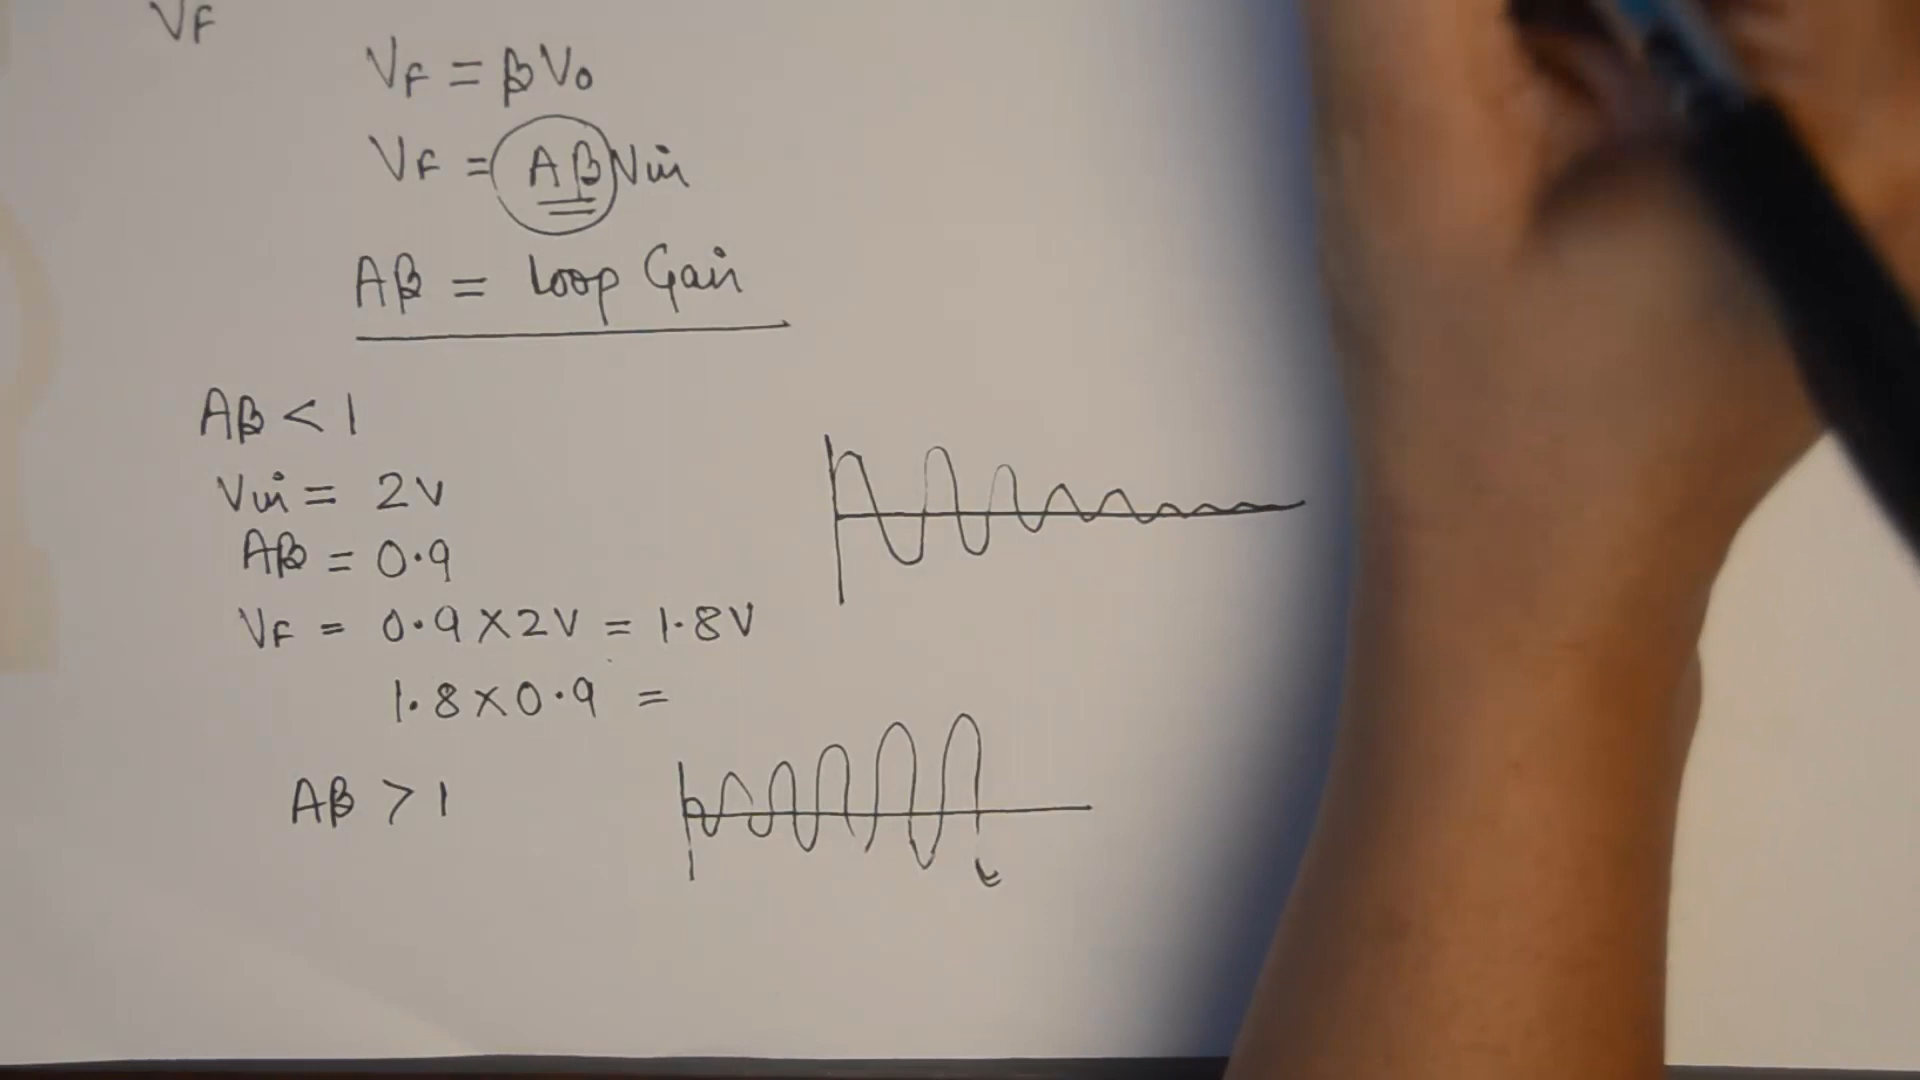 VF
VF = βVo
VF = AβVin
Aβ = Loop Gain
Aβ < 1
Vin = 2V
Aβ = 0.9
VF = 0.9 X 2V = 1.8V
1.8 X 0.9 =
Aβ > 1